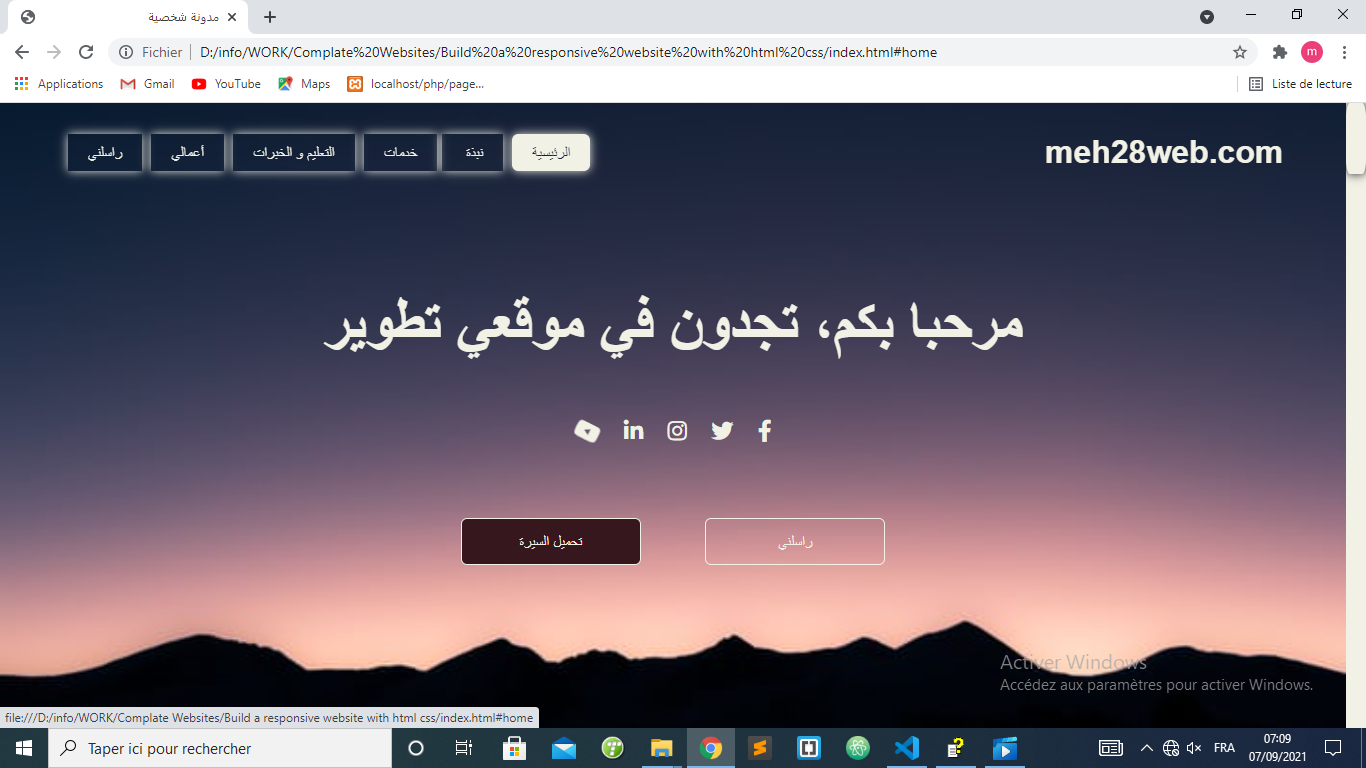 مدونة شخصية
Fichier
D:/info/WORK/Complate%20Websites/Build%20a%20responsive%20website%20with%20html%20css/index.html#home
m
Applications
Gmail
YouTube
Maps
localhost/php/page...
Liste de lecture
meh28web.com
الرئيسية
نبذة
خدمات
التعليم و الخبرات
أعمالي
راسلني
مرحبا بكم، تجدون في موقعي تطوير
راسلني
تحميل السيرة
Activer Windows
Accédez aux paramètres pour activer Windows.
file:///D:/info/WORK/Complate Websites/Build a responsive website with html css/index.html#home
Taper ici pour rechercher
FRA
07:09
07/09/2021